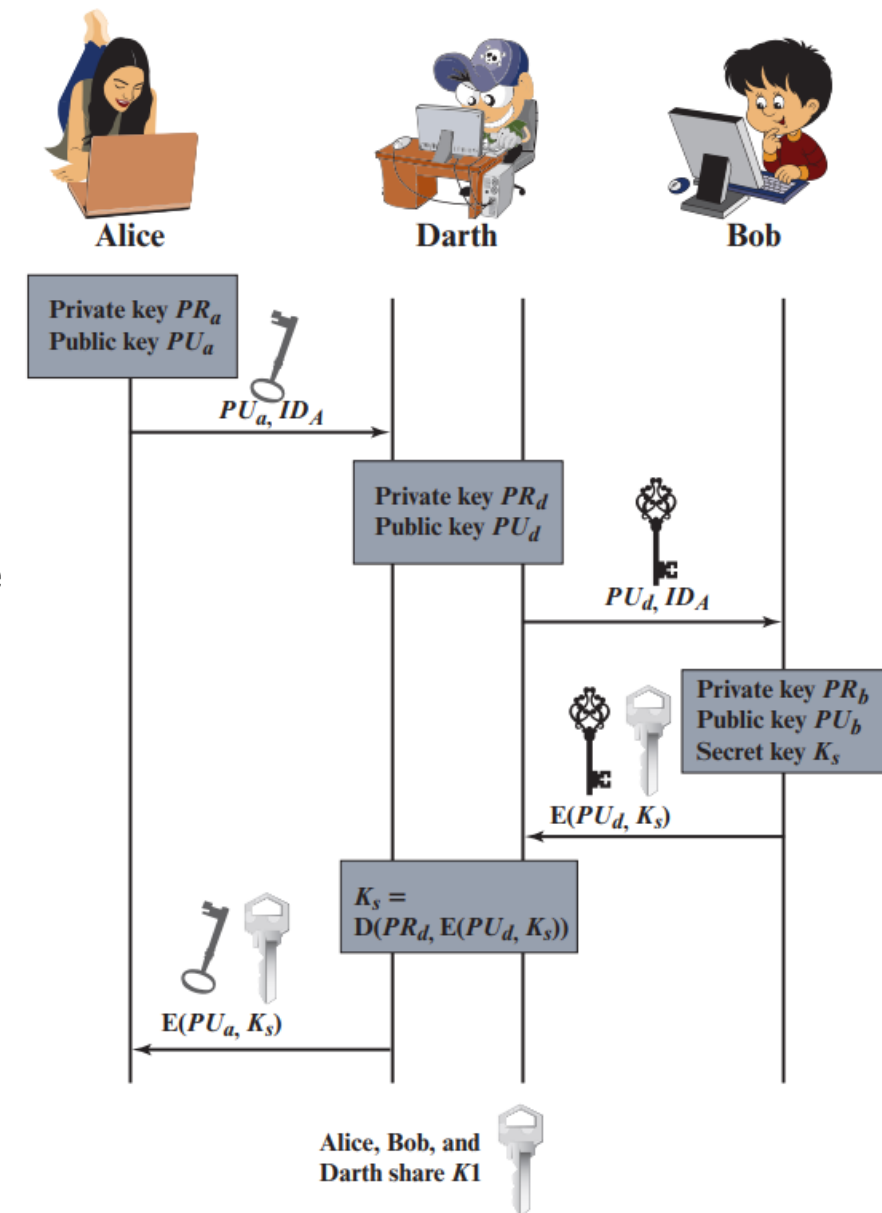 Alice
Darth
Bob
Private key PRa
Public key PUa
PUa, IDA
Private key PRd
Public key PUd
e
PUd, IDA
Private key PRb
Public key PUb
Secret key Ks
E(PUd, Ks)
Ks =
D(PRd, E(PUd, Ks))
E(PUa, Ks)
Alice, Bob, and
Darth share K1